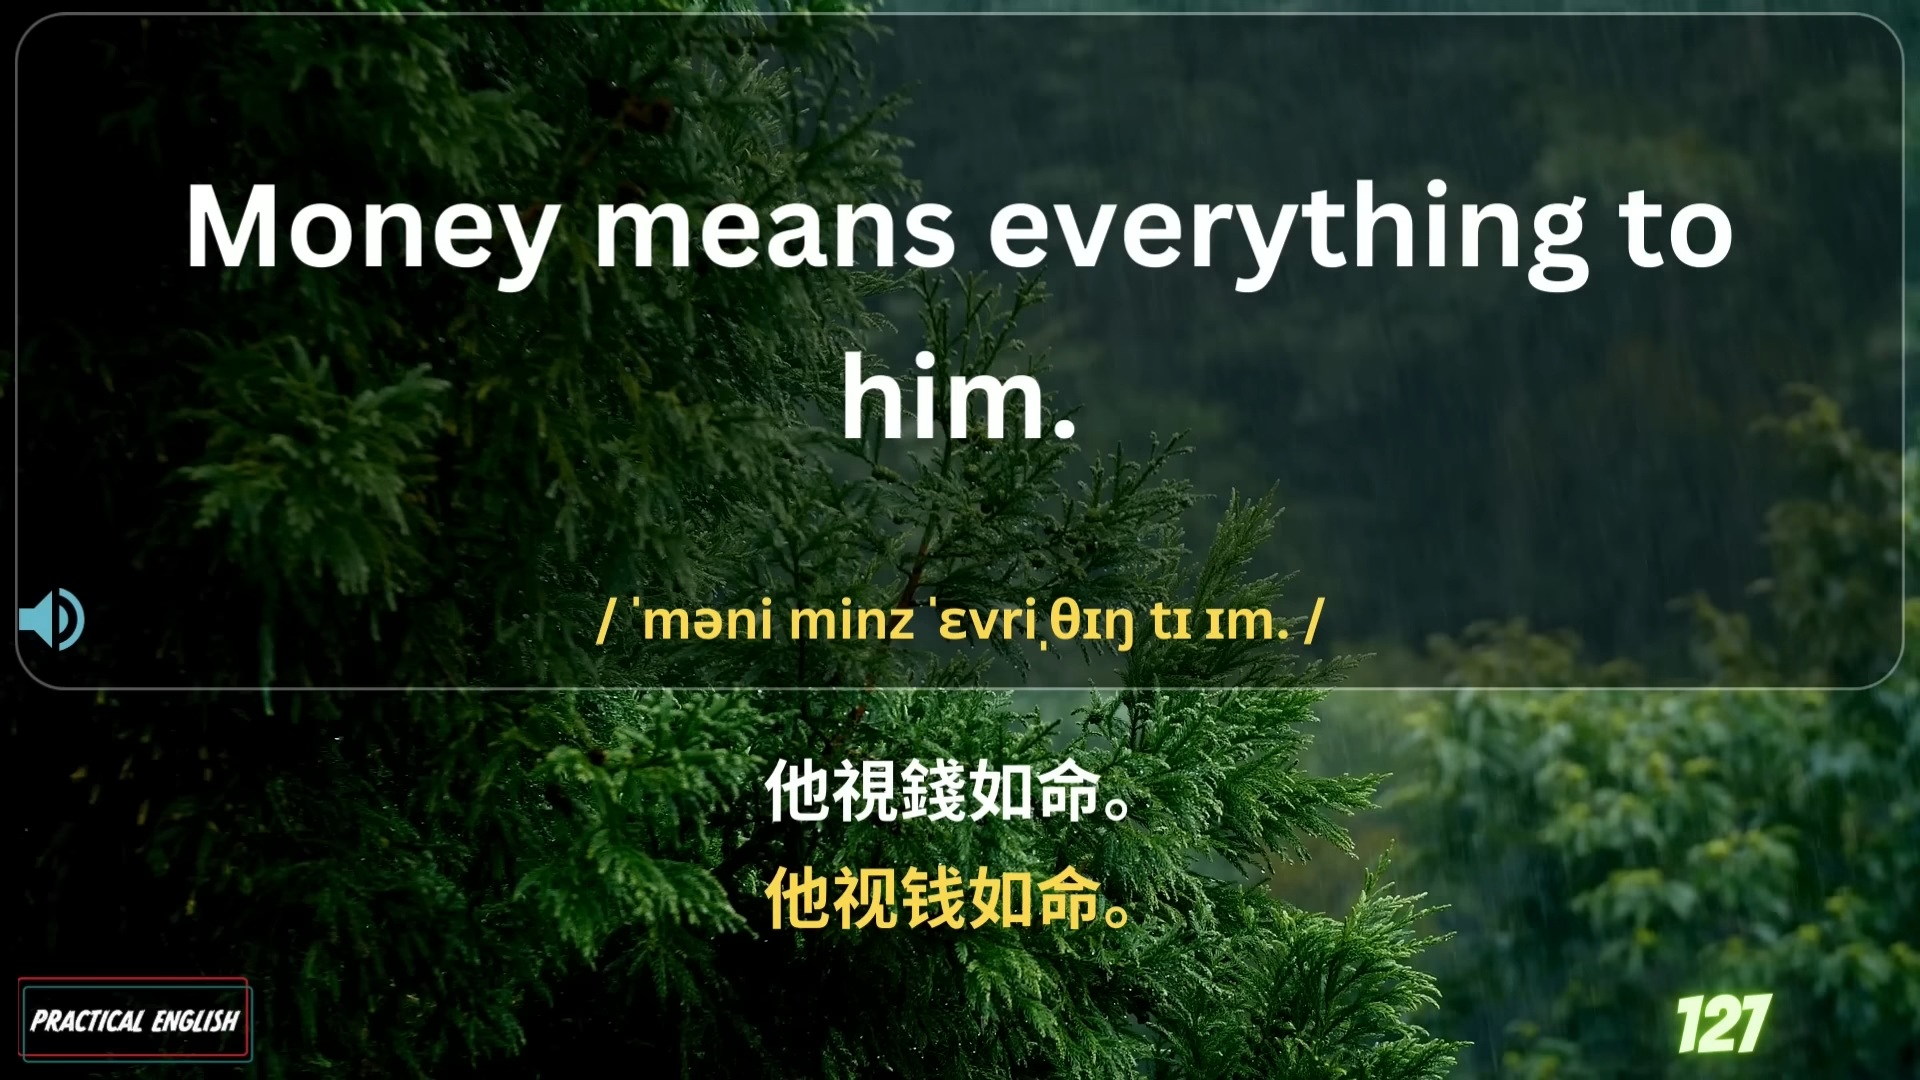 Money means everything to
him.
/ ˈməni minz ˈɛvriˌθɪŋ tɪ ɪm. /
他視錢如命。
他视钱如命。
PRACTICAL ENGLISH
127